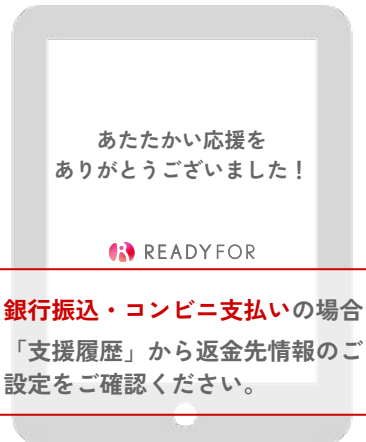 あたたかい応援を
ありがとうございました！
READYFOR
銀行振込・コンビニ支払いの場合
「支援履歴」から返金先情報のご
設定をご確認ください。